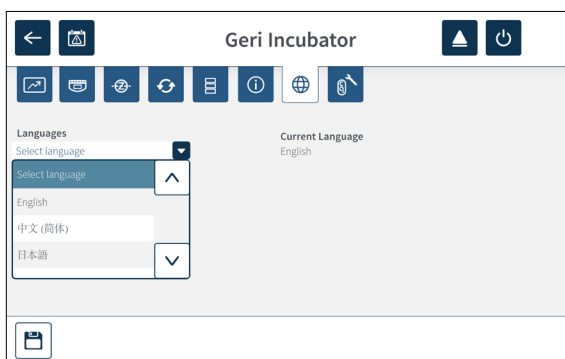 Geri Incubator
Languages
Select language
Select language
English
中文 (简体)
日本語
Current Language
English